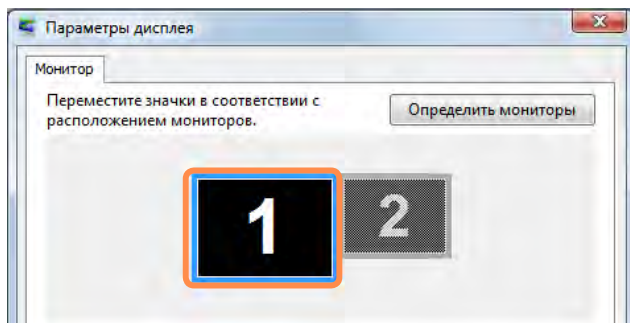 Параметры дисплея
Монитор
Переместите значки в соответствии с
расположением мониторов.
Определить мониторы
1
2